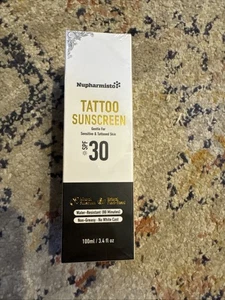 Nupharmisto
TATTOO
SUNSCREEN
Gentle For
Sensitive & Tattooed Skin
SPF
30
Water-Resistant (80 Minutes)
Non-Greasy · No White Cast
100ml / 3.4 fl oz